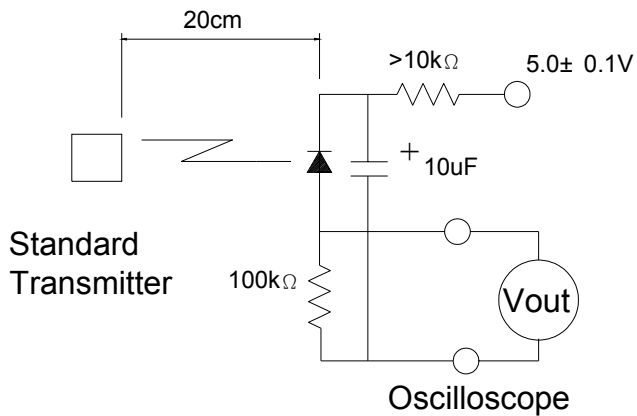 20cm
>10kΩ
5.0± 0.1V
+
10uF
Standard
Transmitter
100kΩ
Vout
Oscilloscope